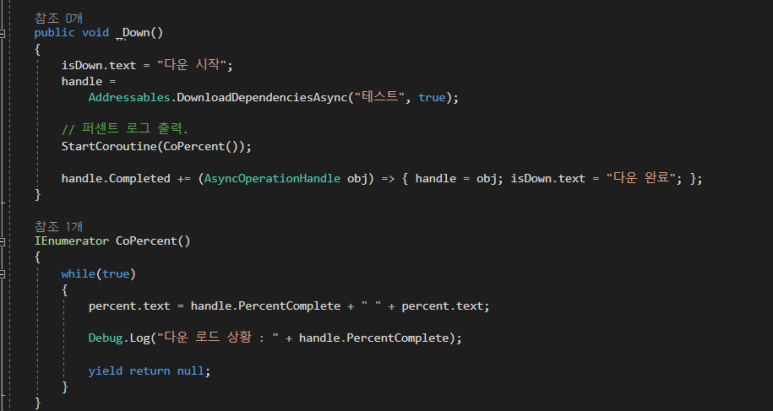 참조 0개
public void _Down()
{
isDown.text = "다운 시작";
handle =
Addressables.DownloadDependenciesAsync("테스트", true);
// 퍼센트 로그 출력.
StartCoroutine(CoPercent());
handle.Completed += (AsyncOperationHandle obj) => { handle = obj; isDown.text = "다운 완료"; };
}
참조 1개
IEnumerator CoPercent()
{
while(true)
{
percent.text = handle.PercentComplete + " " + percent.text;
Debug.Log("다운 로드 상황 : " + handle.PercentComplete);
yield return null;
}
}